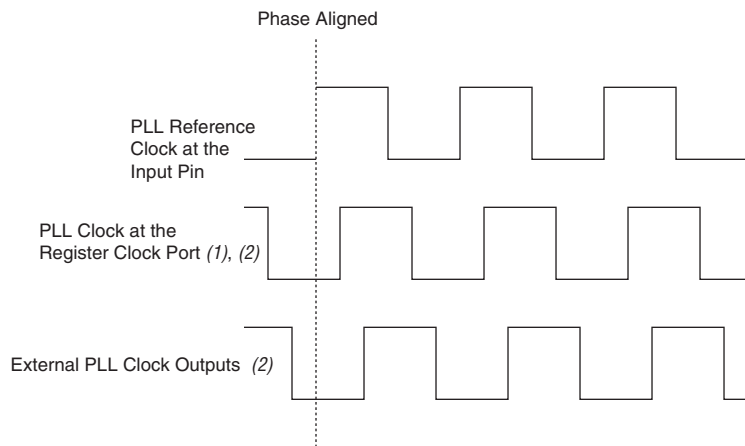 Phase Aligned
PLL Reference
Clock at the
Input Pin
PLL Clock at the
Register Clock Port (1), (2)
External PLL Clock Outputs (2)